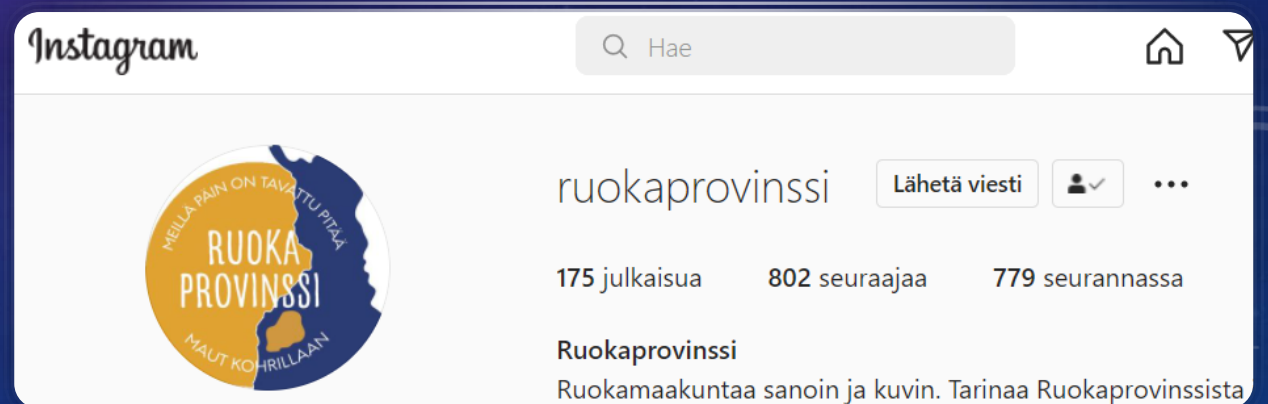 Instagram
Hae
MEILLÄ PÄIN ON TAVATTU PITÄÄ
RUOKA
PROVINSSI
MAUT KOHRILLAAN
ruokaprovinssi
Lähetä viesti
175 julkaisua 802 seuraajaa 779 seurannassa
Ruokaprovinssi
Ruokamaakuntaa sanoin ja kuvin. Tarinaa Ruokaprovinssista